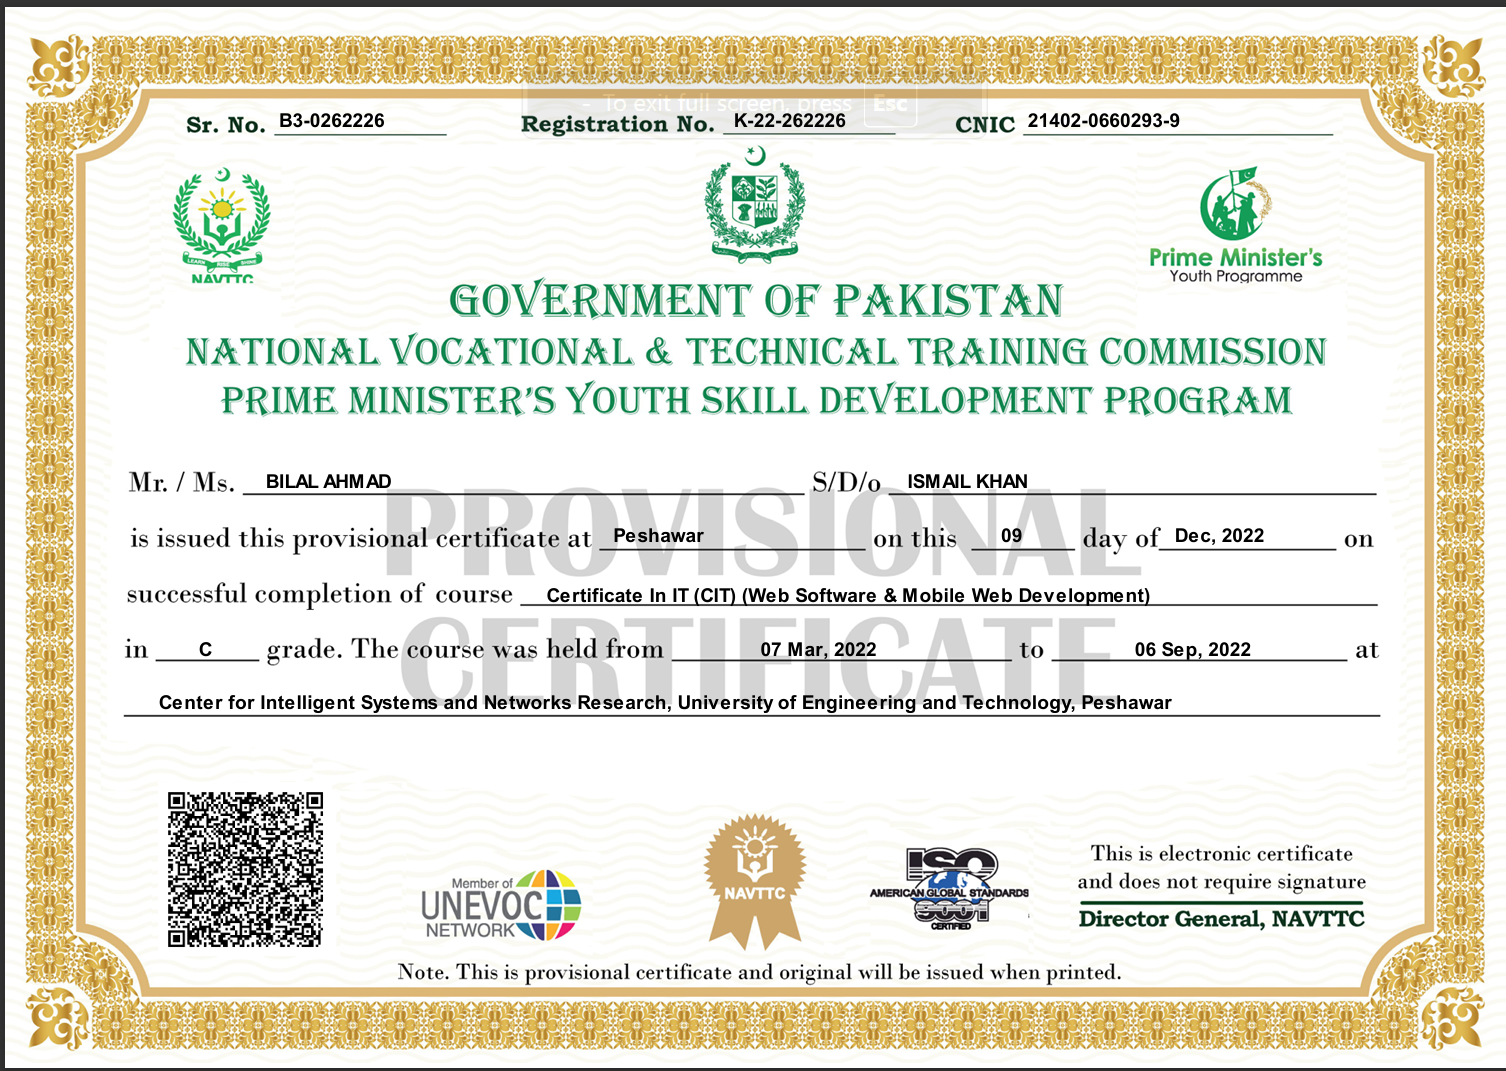 - To exit full screen, press Esc
Sr. No. B3-0262226 Registration No. K-22-262226 CNIC 21402-0660293-9
LEARN RISE SHINE
NAVTTC
Prime Minister's
Youth Programme
GOVERNMENT OF PAKISTAN
NATIONAL VOCATIONAL & TECHNICAL TRAINING COMMISSION
PRIME MINISTER'S YOUTH SKILL DEVELOPMENT PROGRAM
PROVISIONAL
CERTIFICATE
Mr. / Ms. BILAL AHMAD S/D/o ISMAIL KHAN
is issued this provisional certificate at Peshawar on this 09 day of Dec, 2022 on
successful completion of course Certificate In IT (CIT) (Web Software & Mobile Web Development)
in C grade. The course was held from 07 Mar, 2022 to 06 Sep, 2022 at
Center for Intelligent Systems and Networks Research, University of Engineering and Technology, Peshawar
Member of
UNEVOC
NETWORK
NAVTTC
ISO
AMERICAN GLOBAL STANDARDS
9001
CERTIFIED
This is electronic certificate
and does not require signature
Director General, NAVTTC
Note. This is provisional certificate and original will be issued when printed.